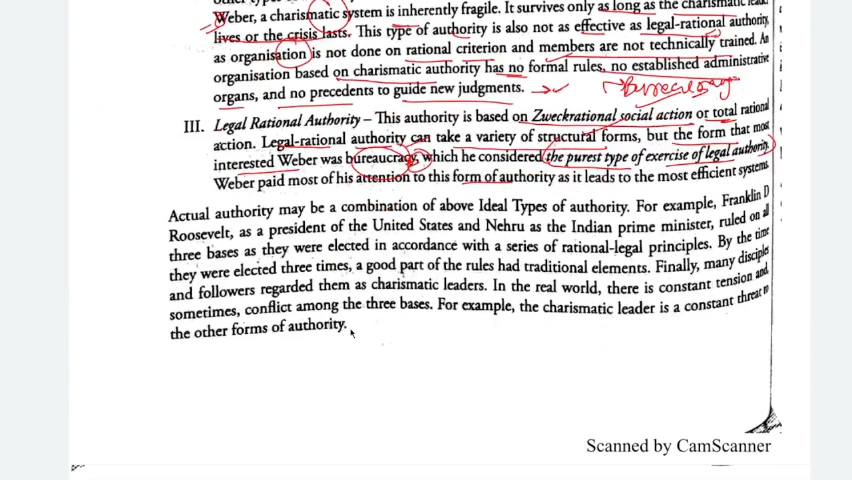 Weber, a charismatic system is inherently fragile. It survives only as long as the charismatic
lives or the crisis lasts. This type of authority is also not as effective as legal-rational authority,
as organisation is not done on rational criterion and members are not technically trained. An
organisation based on charismatic authority has no formal rules, no established administrative
organs, and no precedents to guide new judgments.
III. Legal Rational Authority – This authority is based on Zweckrational social action or total rational
action. Legal-rational authority can take a variety of structural forms, but the form that most
interested Weber was bureaucracy, which he considered 'the purest type of exercise of legal authority'.
Weber paid most of his attention to this form of authority as it leads to the most efficient systems.
Actual authority may be a combination of above Ideal Types of authority. For example, Franklin D
Roosevelt, as a president of the United States and Nehru as the Indian prime minister, ruled on all
three bases as they were elected in accordance with a series of rational-legal principles. By the time
they were elected three times, a good part of the rules had traditional elements. Finally, many disciples
and followers regarded them as charismatic leaders. In the real world, there is constant tension and
sometimes, conflict among the three bases. For example, the charismatic leader is a constant threat to
the other forms of authority.
Scanned by CamScanner